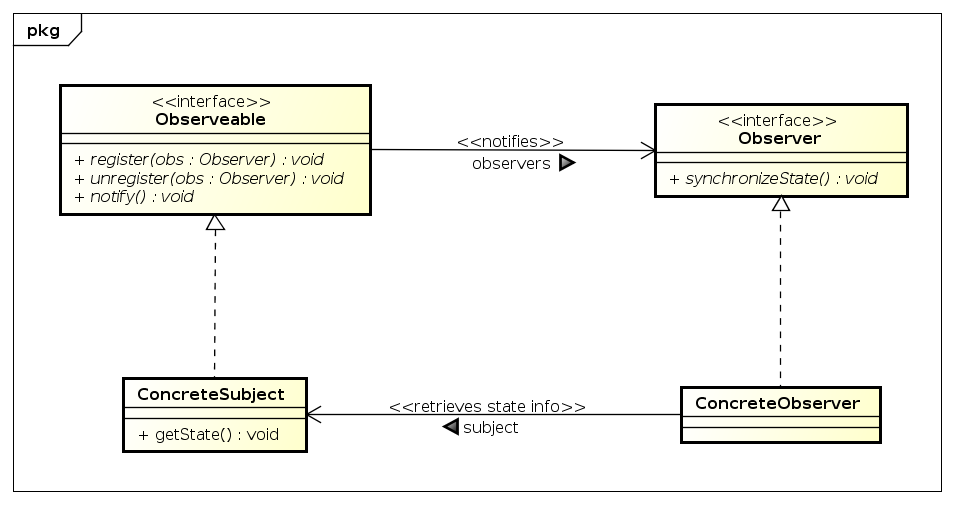 pkg
<<interface>>
Observeable
+ register(obs : Observer) : void
+ unregister(obs : Observer) : void
+ notify() : void
<<notifies>>
observers
<<interface>>
Observer
+ synchronizeState() : void
ConcreteSubject
+ getState() : void
<<retrieves state info>>
subject
ConcreteObserver